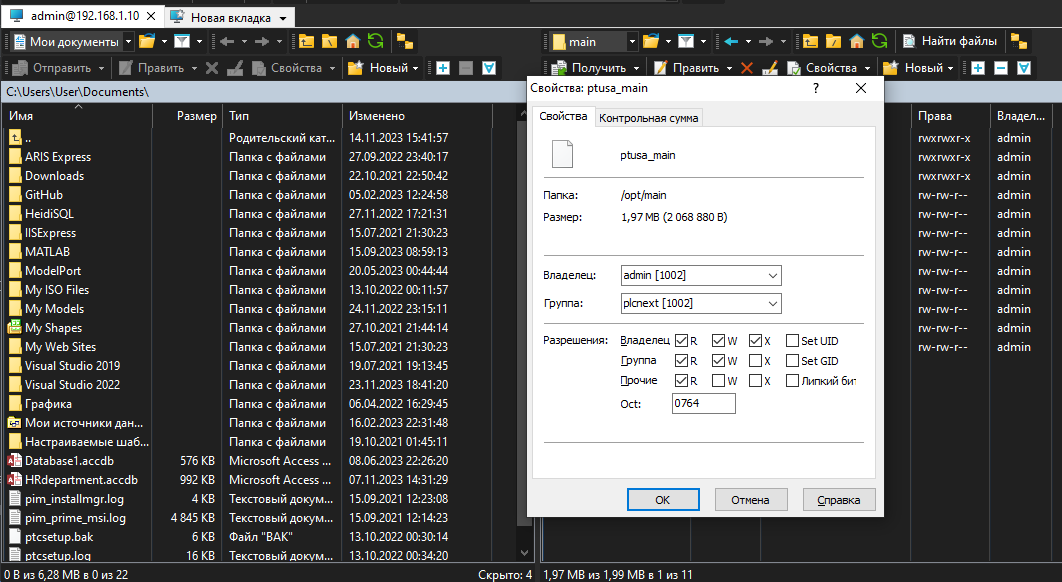 admin@192.168.1.10
Новая вкладка
Мои документы
main
Найти файлы
Отправить
Править
Свойства
Новый
Получить
Править
Свойства
Новый
C:\Users\User\Documents\
Имя Размер Тип Изменено
.. Родительский кат... 14.11.2023 15:41:57
ARIS Express Папка с файлами 27.09.2022 23:40:17
Downloads Папка с файлами 22.10.2021 22:50:42
GitHub Папка с файлами 05.02.2023 12:24:58
HeidiSQL Папка с файлами 27.11.2022 17:21:31
IISExpress Папка с файлами 15.07.2021 21:30:23
MATLAB Папка с файлами 15.09.2023 08:59:13
ModelPort Папка с файлами 20.05.2023 00:44:44
My ISO Files Папка с файлами 13.10.2022 00:11:57
My Models Папка с файлами 24.11.2022 23:15:11
My Shapes Папка с файлами 27.10.2021 21:44:14
My Web Sites Папка с файлами 15.07.2021 21:30:23
Visual Studio 2019 Папка с файлами 19.07.2021 19:13:45
Visual Studio 2022 Папка с файлами 23.11.2023 18:41:20
Графика Папка с файлами 06.04.2022 16:29:45
Мои источники дан... Папка с файлами 16.02.2023 22:31:48
Настраиваемые шаб... Папка с файлами 19.10.2021 01:45:11
Database1.accdb 576 KB Microsoft Access ... 08.06.2023 22:26:20
HRdepartment.accdb 992 KB Microsoft Access ... 07.11.2023 14:31:29
pim_installmgr.log 4 KB Текстовый докум... 15.09.2021 12:23:08
pim_prime_msi.log 4 845 KB Текстовый докум... 15.09.2021 12:14:23
ptcsetup.bak 6 KB Файл "BAK" 13.10.2022 00:30:14
ptcsetup.log 16 KB Текстовый докум... 13.10.2022 00:34:20
0 B из 6,28 MB в 0 из 22
Скрыто: 4
Свойства: ptusa_main
?
Свойства
Контрольная сумма
ptusa_main
Папка: /opt/main
Размер: 1,97 MB (2 068 880 B)
Владелец: admin [1002]
Группа: plcnext [1002]
Разрешения: Владелец R W X Set UID
Группа R W X Set GID
Прочие R W X Липкий бит
Oct: 0764
OK
Отмена
Справка
Права Владел...
rwxrwxr-x admin
rwxrwxr-x admin
rwxrwxr-x admin
rw-rw-r-- admin
rw-rw-r-- admin
rw-rw-r-- admin
rw-rw-r-- admin
rw-rw-r-- admin
rw-rw-r-- admin
rw-rw-r-- admin
rw-rw-r-- admin
rw-rw-r-- admin
1,97 MB из 1,99 MB в 1 из 11